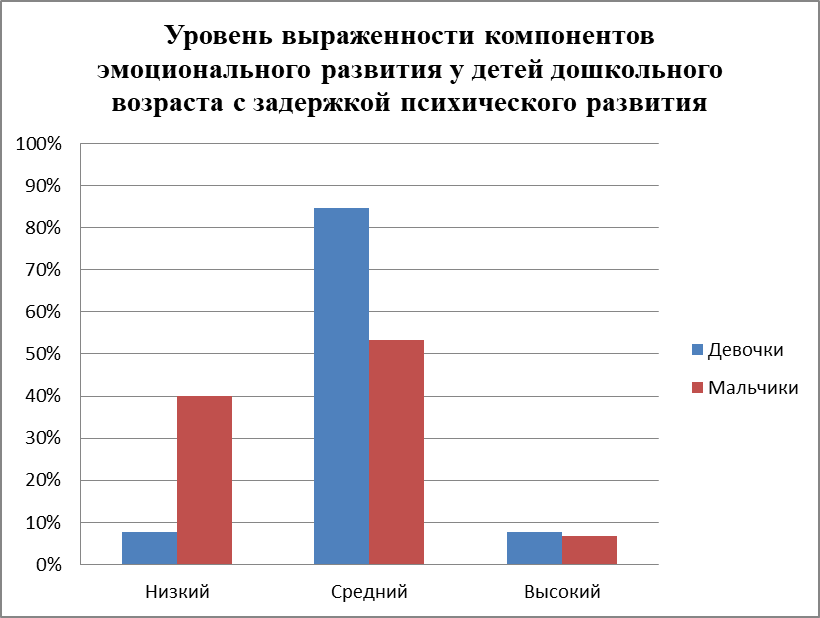 Уровень выраженности компонентов
эмоционального развития у детей дошкольного
возраста с задержкой психического развития
100%
90%
80%
70%
60%
50%
40%
30%
20%
10%
0%
Низкий
Средний
Высокий
Девочки
Мальчики